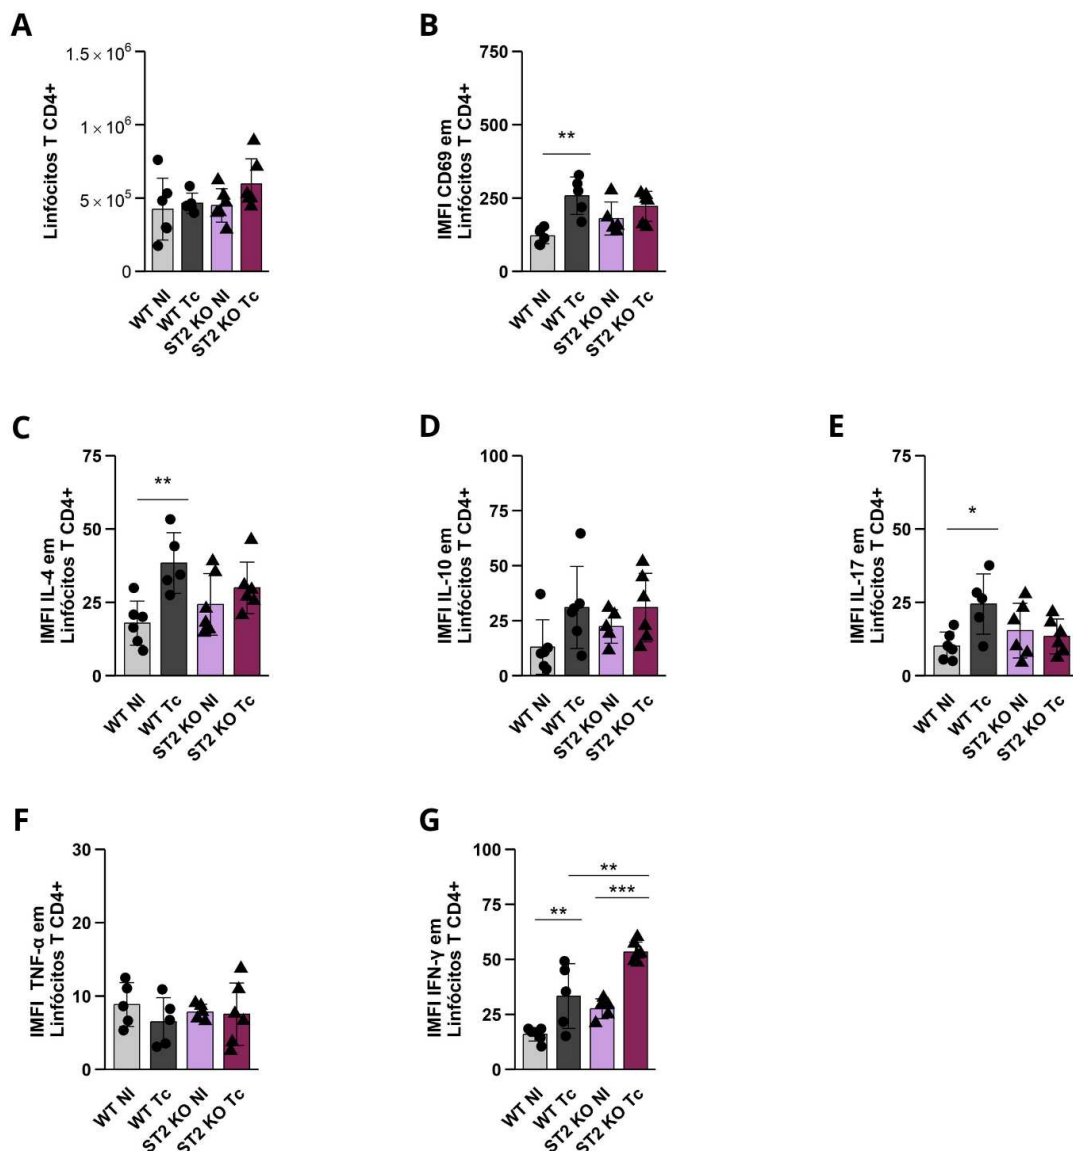 A
1.5 × 10⁶
1 × 10⁶
5 × 10⁵
0
Linfócitos T CD4+
WT NI
WT Tc
ST2 KO NI
ST2 KO Tc
B
750
500
250
0
IMFI CD69 em
Linfócitos T CD4+
**
WT NI
WT Tc
ST2 KO NI
ST2 KO Tc
C
75
50
25
0
IMFI IL-4 em
Linfócitos T CD4+
**
WT NI
WT Tc
ST2 KO NI
ST2 KO Tc
D
100
75
50
25
0
IMFI IL-10 em
Linfócitos T CD4+
WT NI
WT Tc
ST2 KO NI
ST2 KO Tc
E
75
50
25
0
IMFI IL-17 em
Linfócitos T CD4+
*
WT NI
WT Tc
ST2 KO NI
ST2 KO Tc
F
30
20
10
0
IMFI TNF-α em
Linfócitos T CD4+
WT NI
WT Tc
ST2 KO NI
ST2 KO Tc
G
100
75
50
25
0
IMFI IFN-γ em
Linfócitos T CD4+
**
***
**
WT NI
WT Tc
ST2 KO NI
ST2 KO Tc